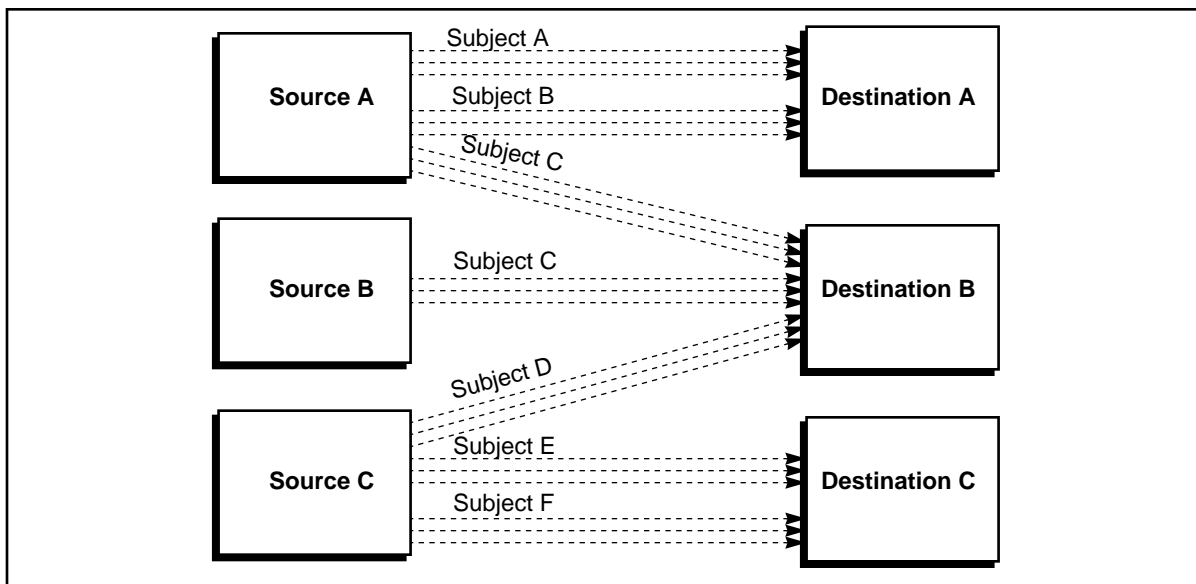 Subject A
Source A
Destination A
Subject B
Subject C
Subject C
Source B
Destination B
Subject D
Subject E
Source C
Destination C
Subject F